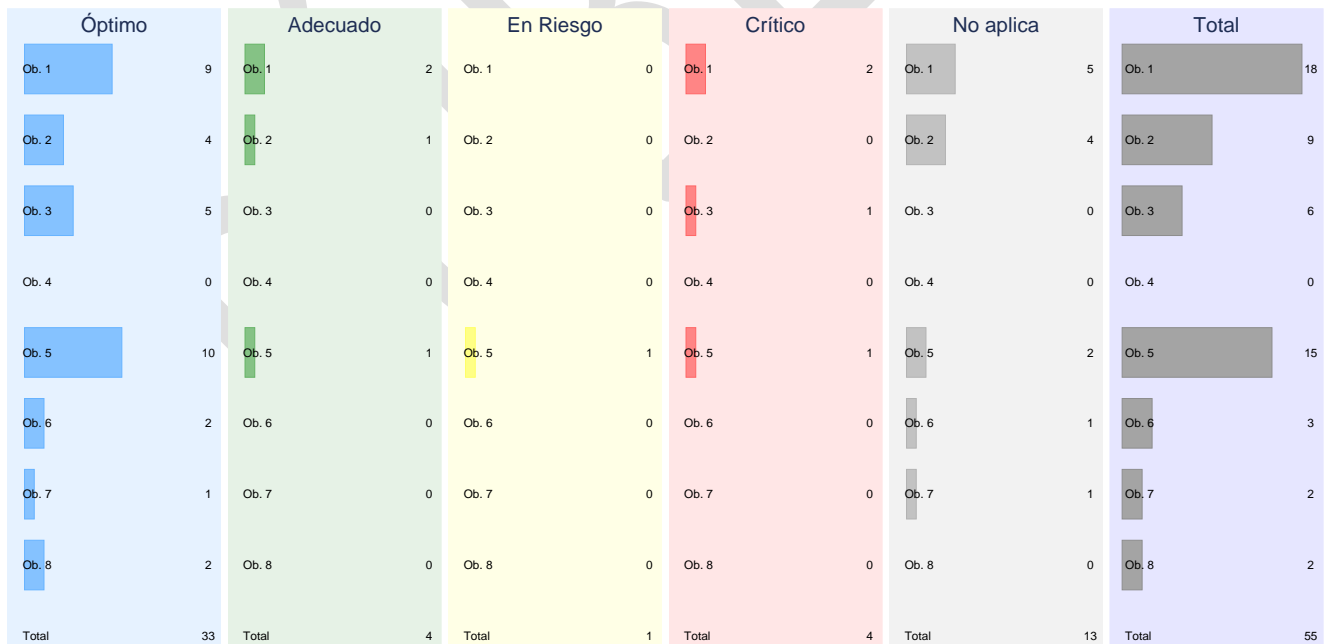 Óptimo Adecuado En Riesgo Crítico No aplica Total
Ob. 1 9 Ob. 1 2 Ob. 1 0 Ob. 1 2 Ob. 1 5 Ob. 1 18
Ob. 2 4 Ob. 2 1 Ob. 2 0 Ob. 2 0 Ob. 2 4 Ob. 2 9
Ob. 3 5 Ob. 3 0 Ob. 3 0 Ob. 3 1 Ob. 3 0 Ob. 3 6
Ob. 4 0 Ob. 4 0 Ob. 4 0 Ob. 4 0 Ob. 4 0 Ob. 4 0
Ob. 5 10 Ob. 5 1 Ob. 5 1 Ob. 5 1 Ob. 5 2 Ob. 5 15
Ob. 6 2 Ob. 6 0 Ob. 6 0 Ob. 6 0 Ob. 6 1 Ob. 6 3
Ob. 7 1 Ob. 7 0 Ob. 7 0 Ob. 7 0 Ob. 7 1 Ob. 7 2
Ob. 8 2 Ob. 8 0 Ob. 8 0 Ob. 8 0 Ob. 8 0 Ob. 8 2
Total 33 Total 4 Total 1 Total 4 Total 13 Total 55